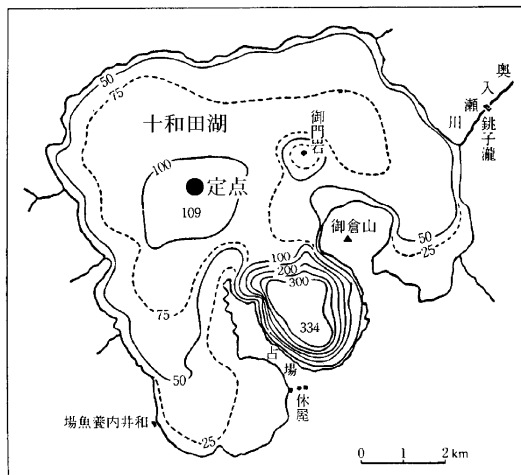 50
75
十和田湖
奥入瀬川
銚子滝
御門岩
100
定点
109
御倉山
50
25
100
200
300
334
75
占場
50
休屋
25
場魚養内井和
0 1 2 km